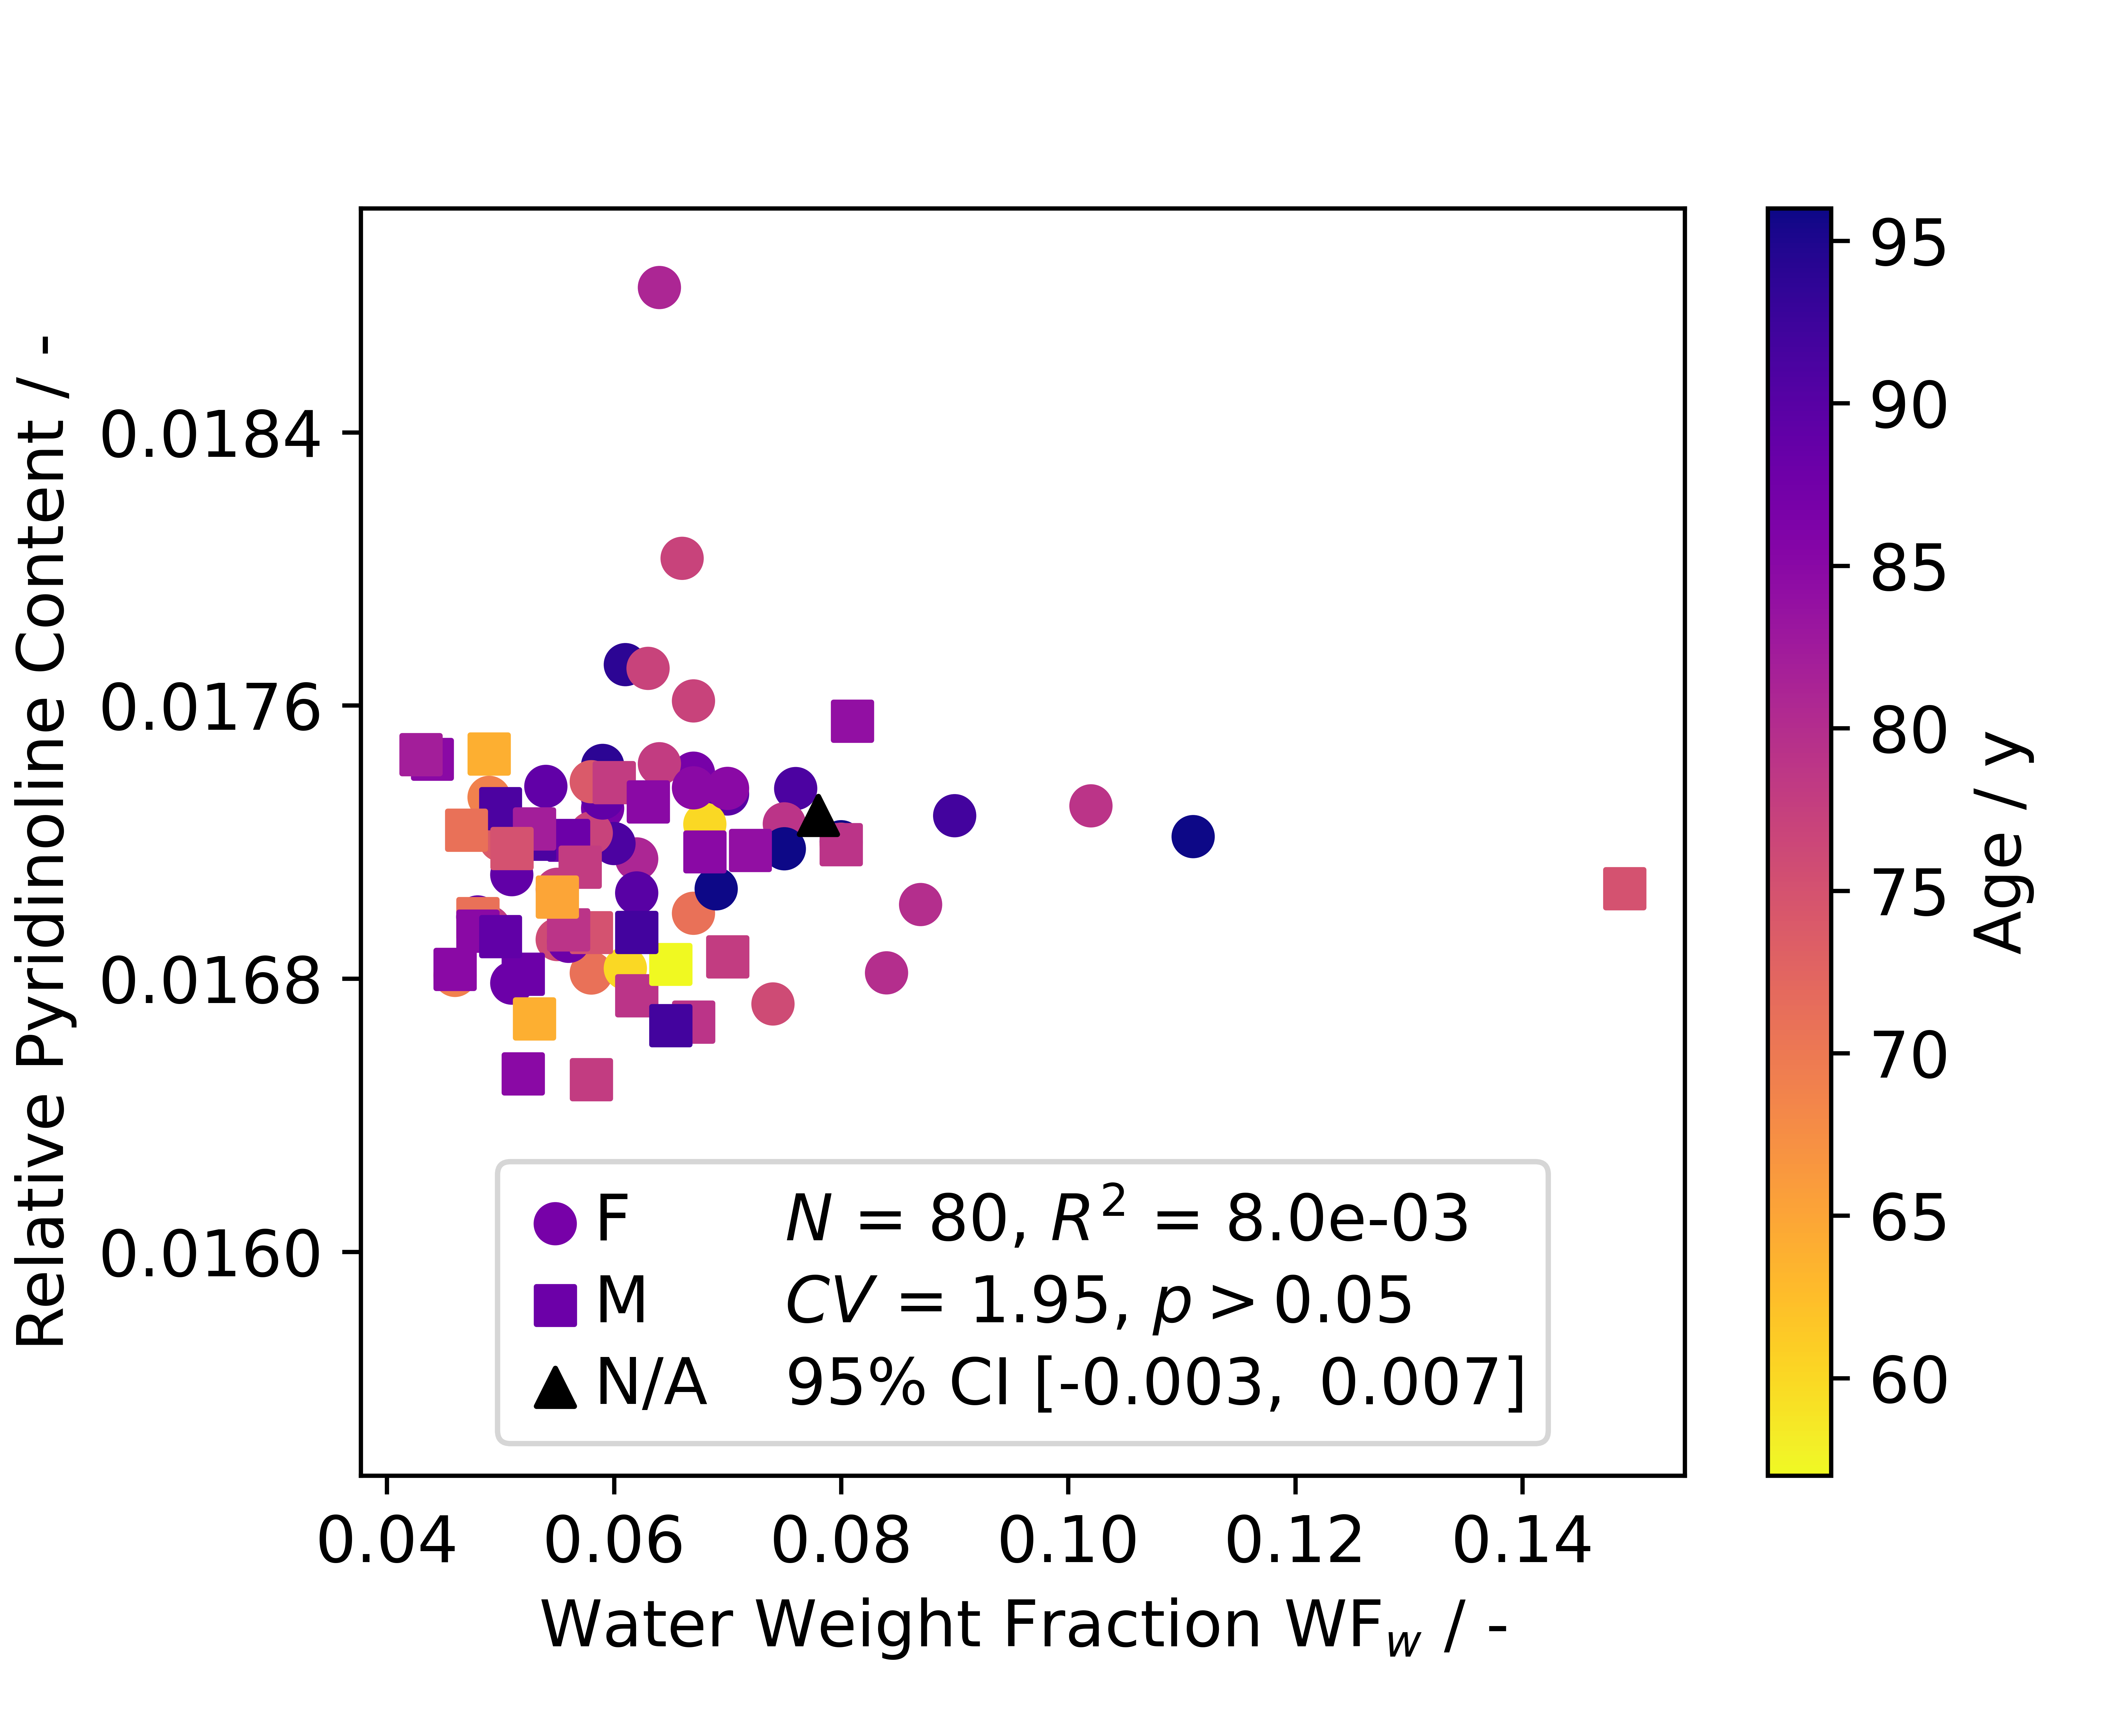 Relative Pyridinoline Content / -
0.0184
0.0176
0.0168
0.0160
F
M
N/A
N = 80, R² = 8.0e-03
CV = 1.95, p > 0.05
95% CI [-0.003, 0.007]
0.04 0.06 0.08 0.10 0.12 0.14
Water Weight Fraction WF_w / -
95
90
85
80
75
70
65
60
Age / y